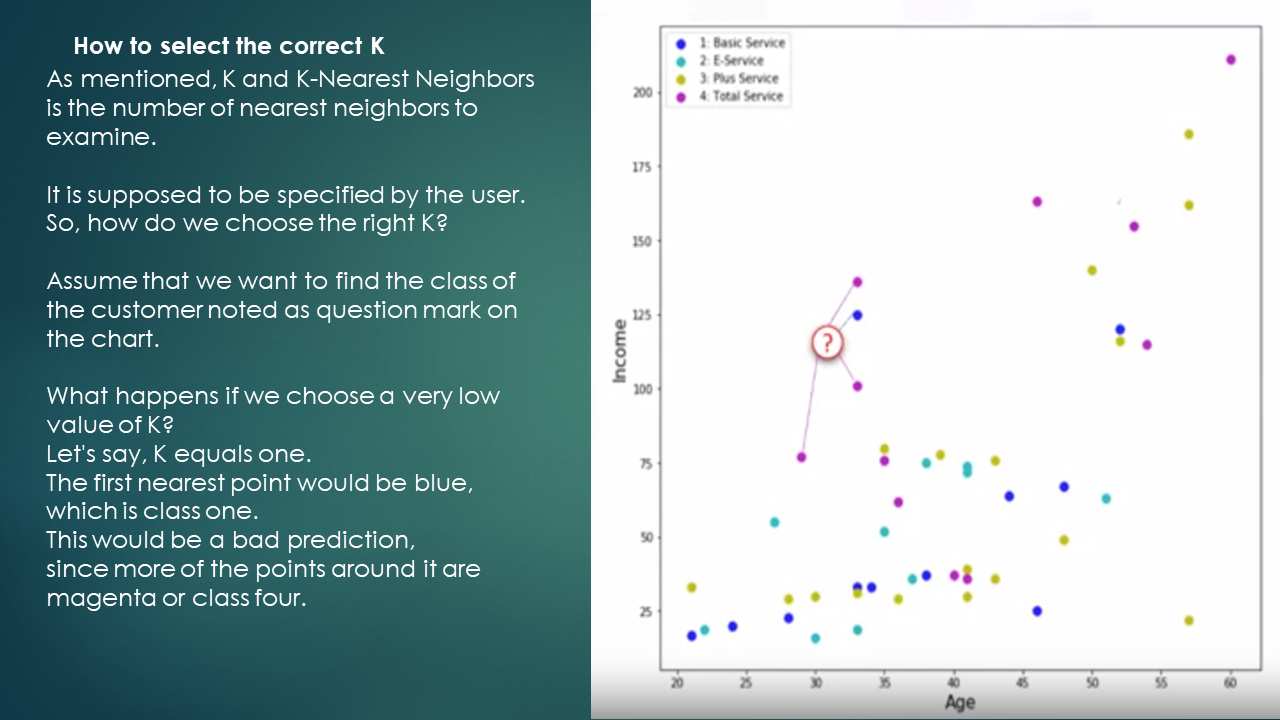 How to select the correct K
As mentioned, K and K-Nearest Neighbors
is the number of nearest neighbors to
examine.
It is supposed to be specified by the user.
So, how do we choose the right K?
Assume that we want to find the class of
the customer noted as question mark on
the chart.
What happens if we choose a very low
value of K?
Let's say, K equals one.
The first nearest point would be blue,
which is class one.
This would be a bad prediction,
since more of the points around it are
magenta or class four.
1: Basic Service
2: E-Service
3: Plus Service
4: Total Service
Income
200
175
150
125
100
75
50
25
?
20 25 30 35 40 45 50 55 60
Age